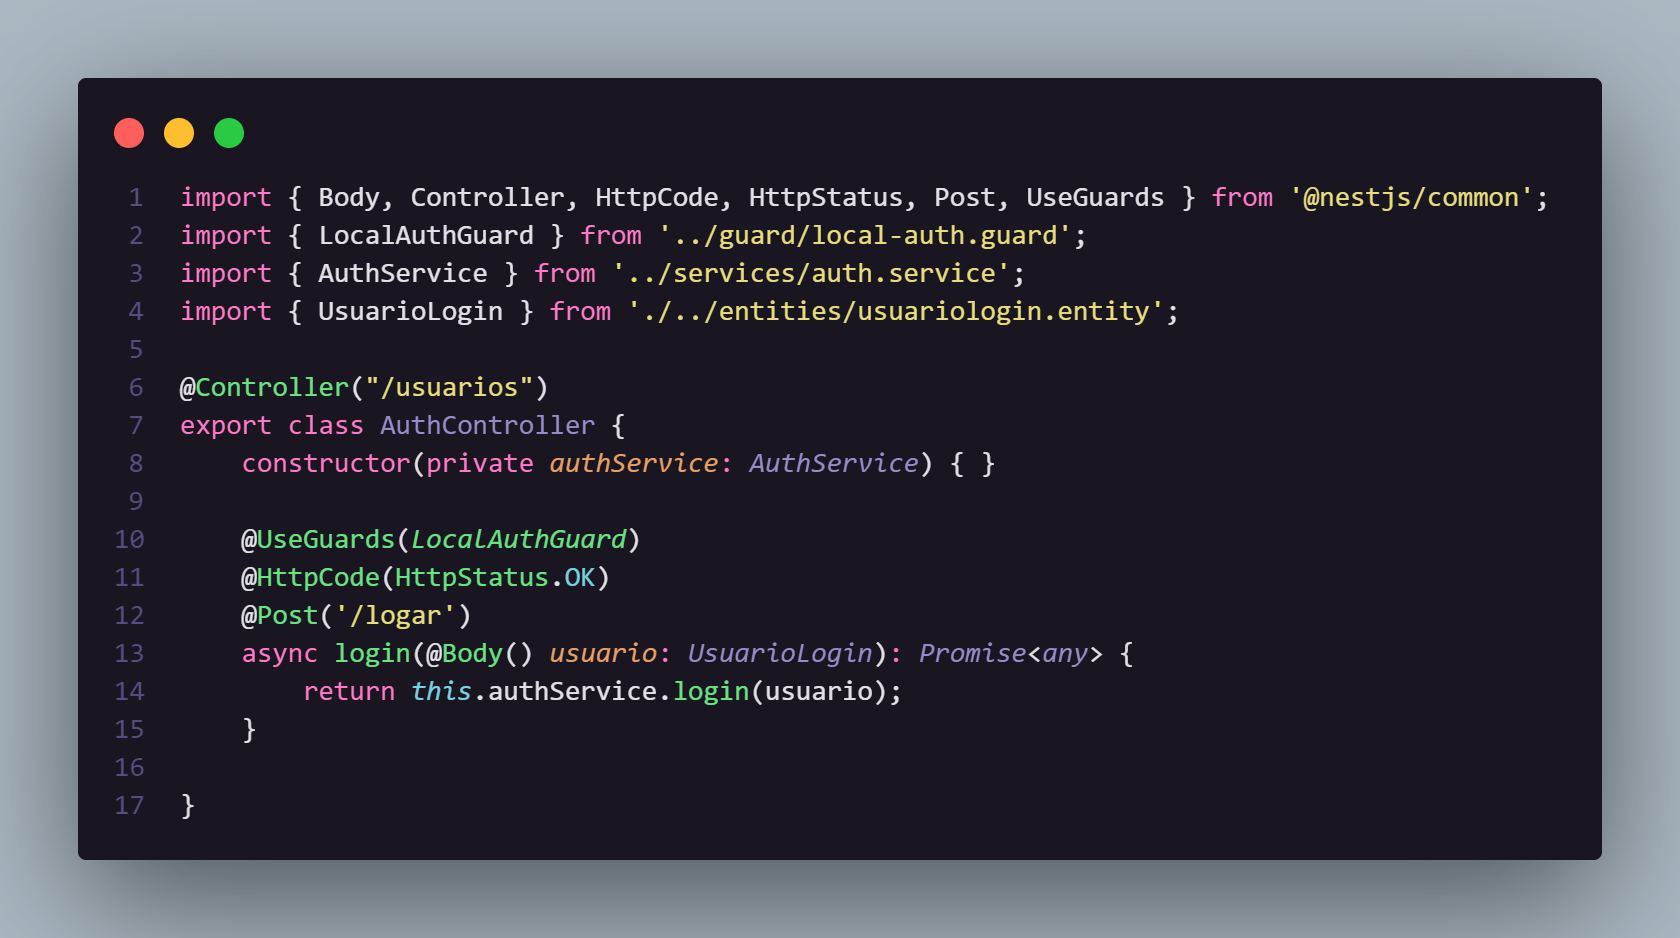 1 import { Body, Controller, HttpCode, HttpStatus, Post, UseGuards } from '@nestjs/common';
2 import { LocalAuthGuard } from '../guard/local-auth.guard';
3 import { AuthService } from '../services/auth.service';
4 import { UsuarioLogin } from './../entities/usuariologin.entity';
5
6 @Controller("/usuarios")
7 export class AuthController {
8     constructor(private authService: AuthService) { }
9
10     @UseGuards(LocalAuthGuard)
11     @HttpCode(HttpStatus.OK)
12     @Post('/logar')
13     async login(@Body() usuario: UsuarioLogin): Promise<any> {
14         return this.authService.login(usuario);
15     }
16
17 }